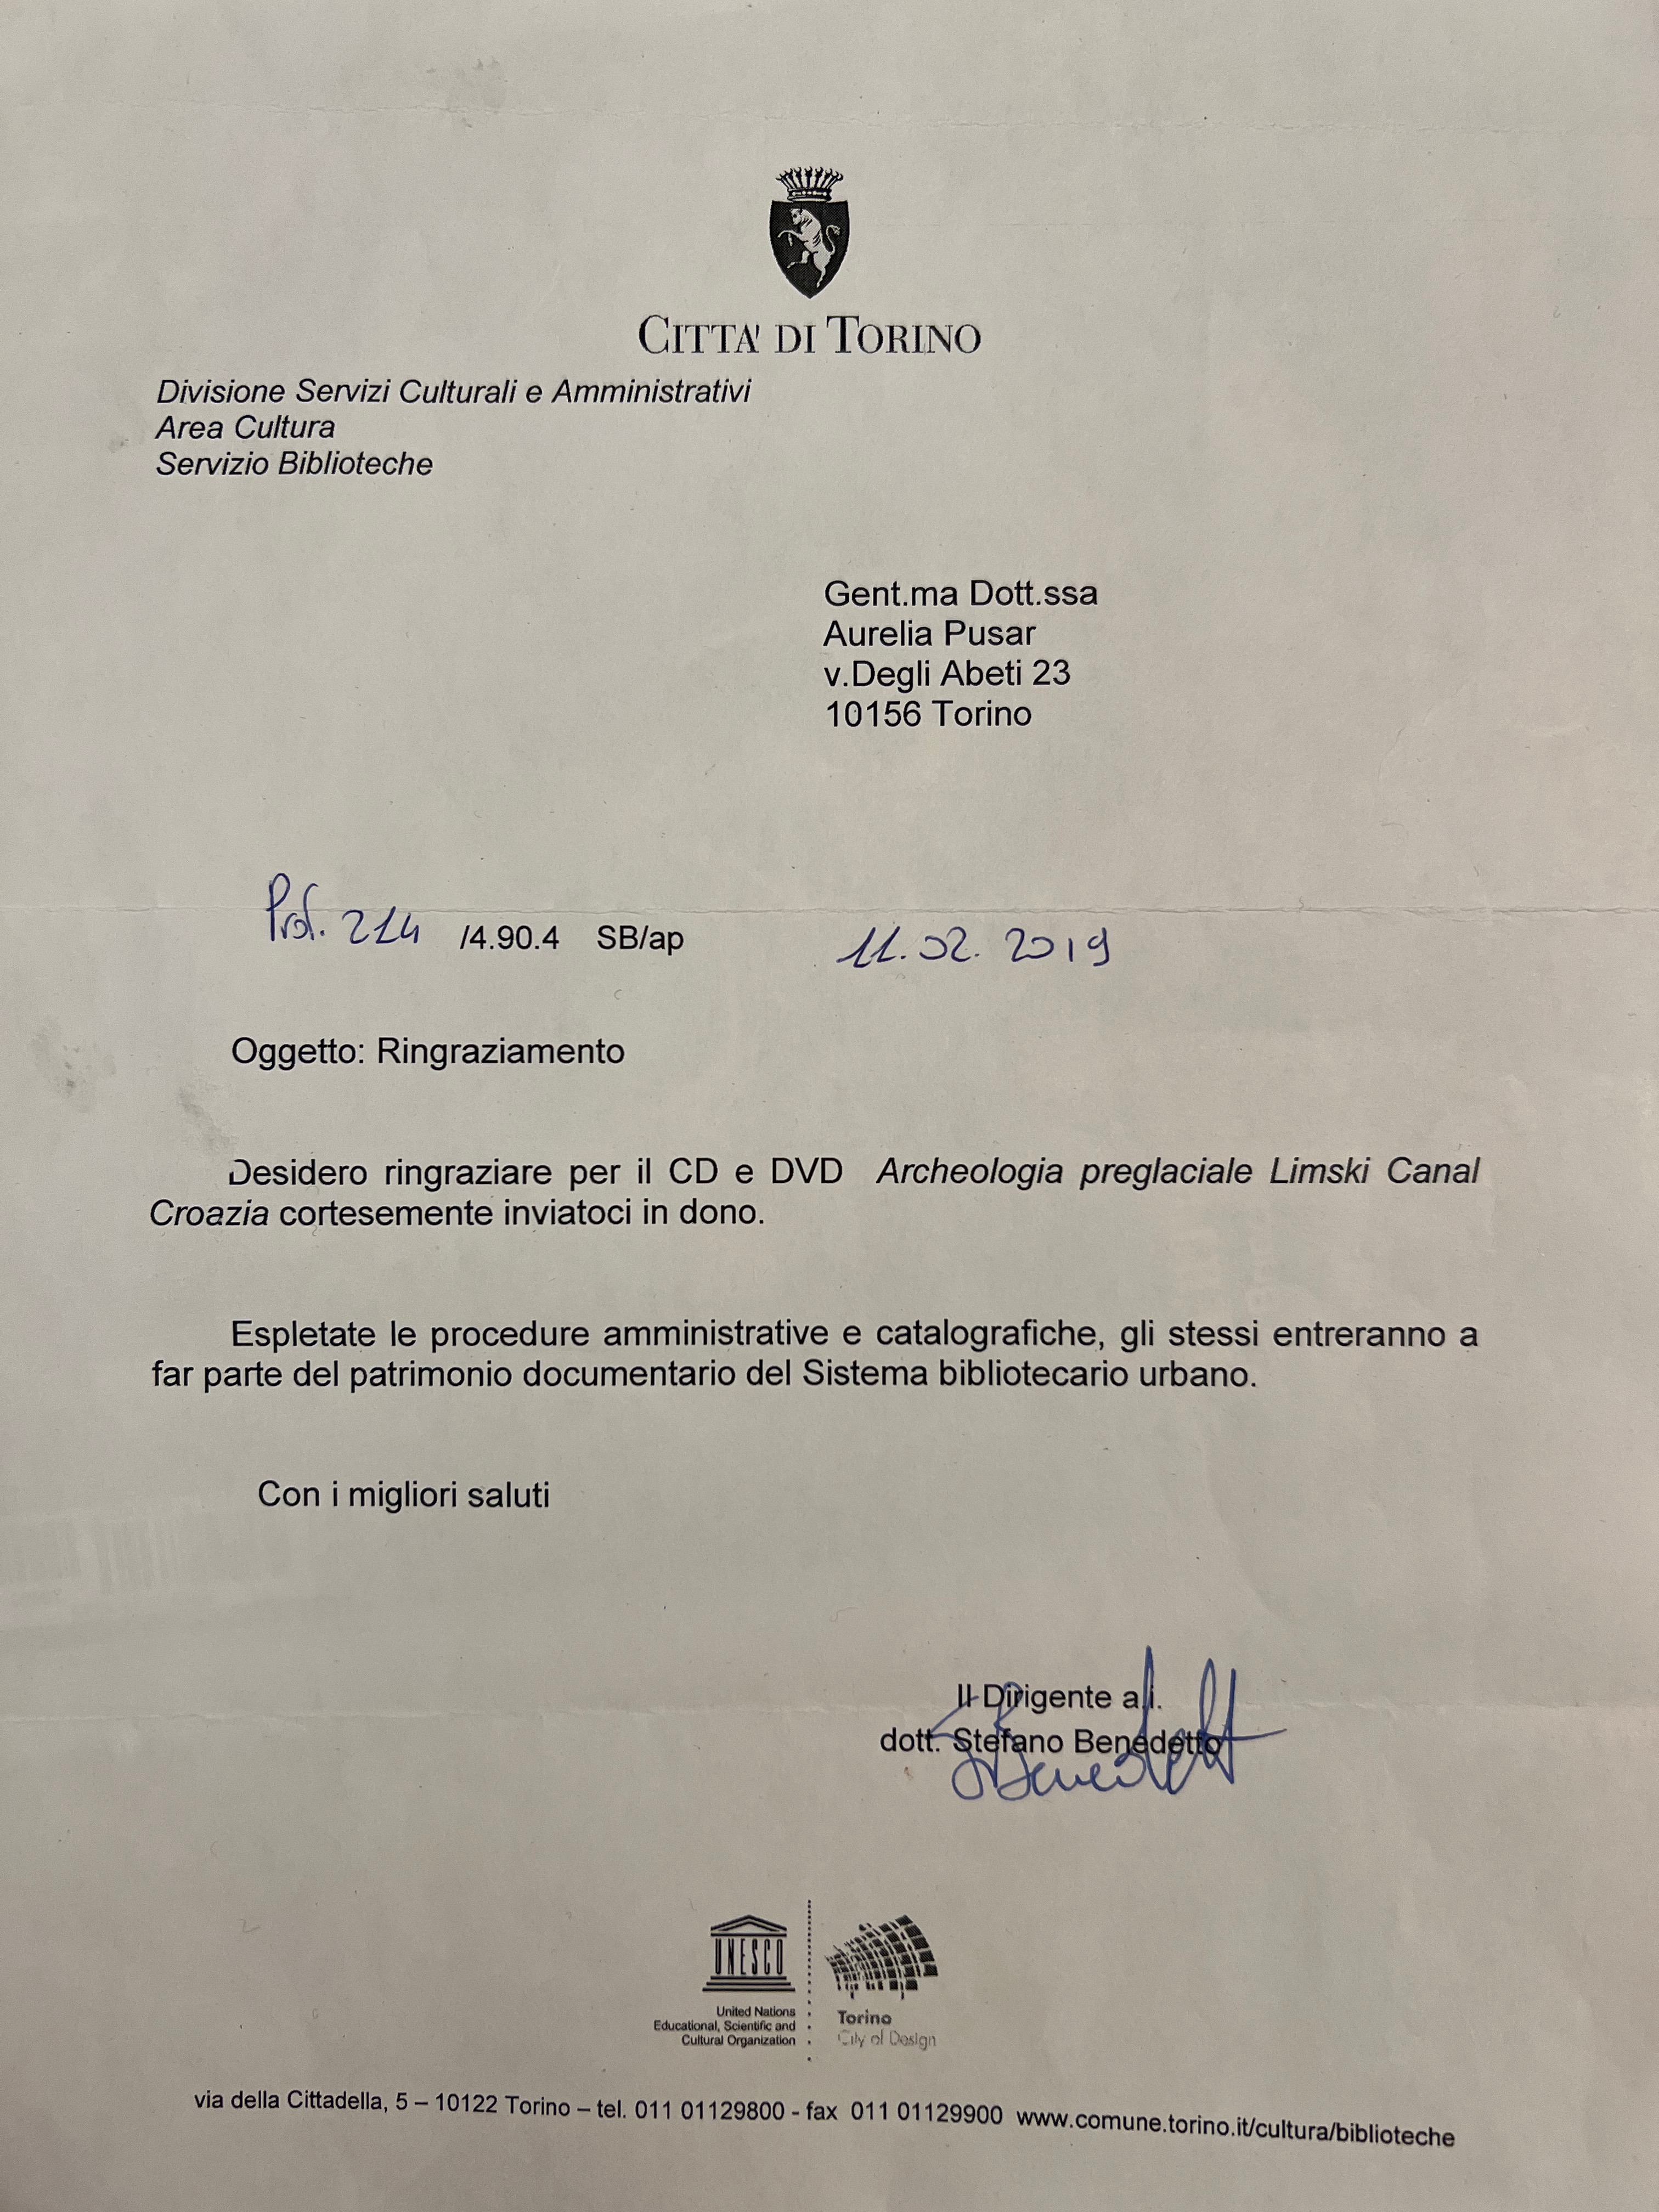 CITTA' DI TORINO
Divisione Servizi Culturali e Amministrativi
Area Cultura
Servizio Biblioteche
Gent.ma Dott.ssa
Aurelia Pusar
v.Degli Abeti 23
10156 Torino
Prot. 214 /4.90.4 SB/ap 11.02.2019
Oggetto: Ringraziamento
Desidero ringraziare per il CD e DVD Archeologia preglaciale Limski Canal
Croazia cortesemente inviatoci in dono.
Espletate le procedure amministrative e catalografiche, gli stessi entreranno a
far parte del patrimonio documentario del Sistema bibliotecario urbano.
Con i migliori saluti
Il Dirigente a.i.
dott. Stefano Benedetto
UNESCO
United Nations
Educational, Scientific and
Cultural Organization
Torino
City of Design
via della Cittadella, 5 – 10122 Torino – tel. 011 01129800 - fax 011 01129900 www.comune.torino.it/cultura/biblioteche